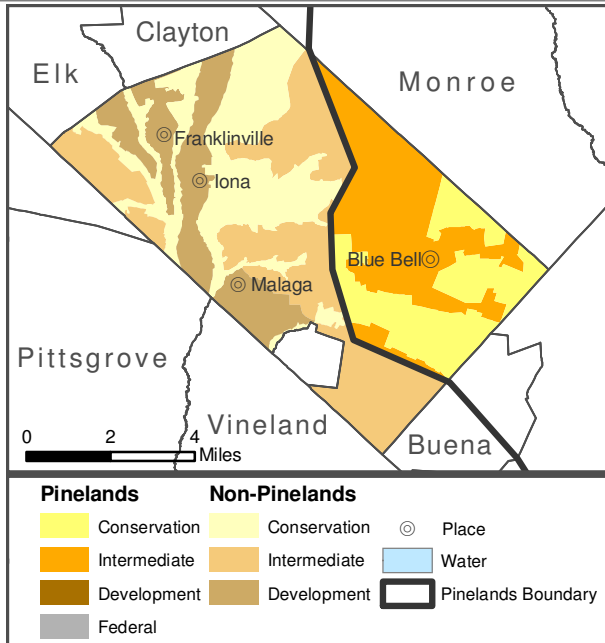 Clayton
Elk
Monroe
Franklinville
Iona
Blue Bell
Malaga
Pittsgrove
Vineland
Buena
0 2 4
Miles
Pinelands Non-Pinelands
Conservation Conservation Place
Intermediate Intermediate Water
Development Development Pinelands Boundary
Federal